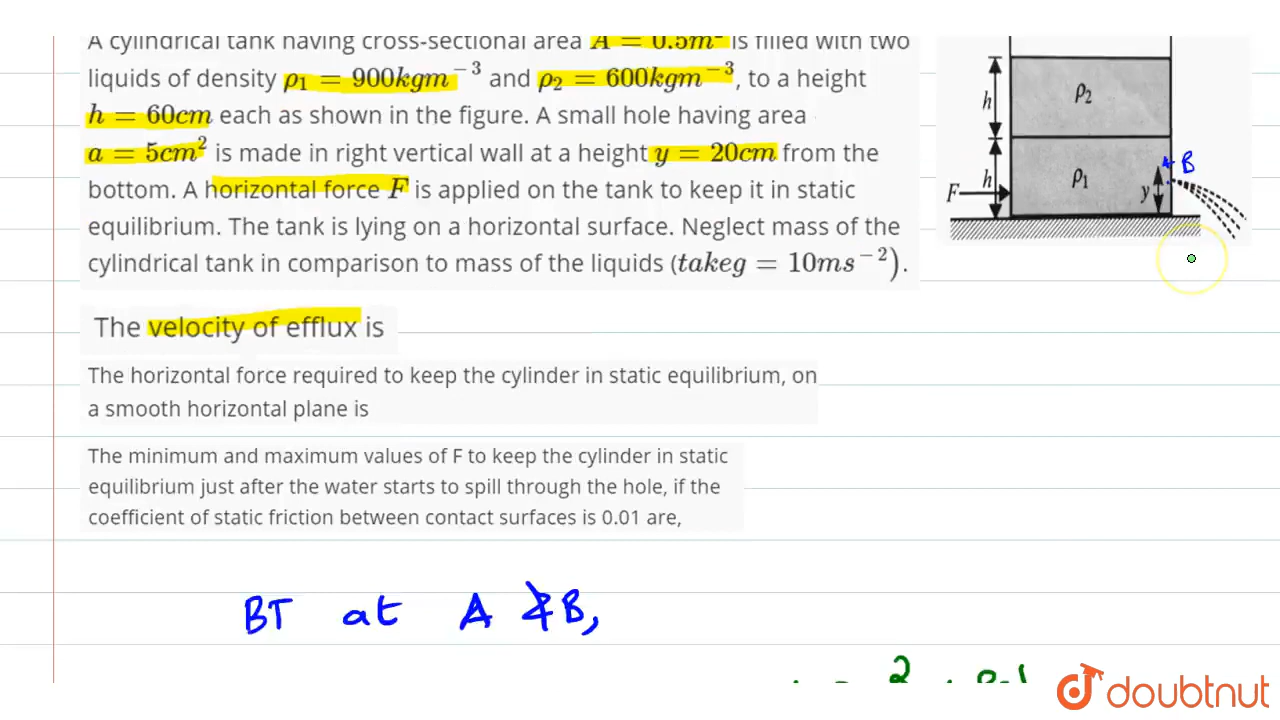 A cylindrical tank having cross-sectional area A = 0.5m² is filled with two
liquids of density ρ₁ = 900kgm⁻³ and ρ₂ = 600kgm⁻³, to a height
h = 60cm each as shown in the figure. A small hole having area
a = 5cm² is made in right vertical wall at a height y = 20cm from the
bottom. A horizontal force F is applied on the tank to keep it in static
equilibrium. The tank is lying on a horizontal surface. Neglect mass of the
cylindrical tank in comparison to mass of the liquids (takeg = 10ms⁻²).
h
ρ₂
h
ρ₁
F
y
B
The velocity of efflux is
The horizontal force required to keep the cylinder in static equilibrium, on
a smooth horizontal plane is
The minimum and maximum values of F to keep the cylinder in static
equilibrium just after the water starts to spill through the hole, if the
coefficient of static friction between contact surfaces is 0.01 are,
BT at A & B,
doubtnut